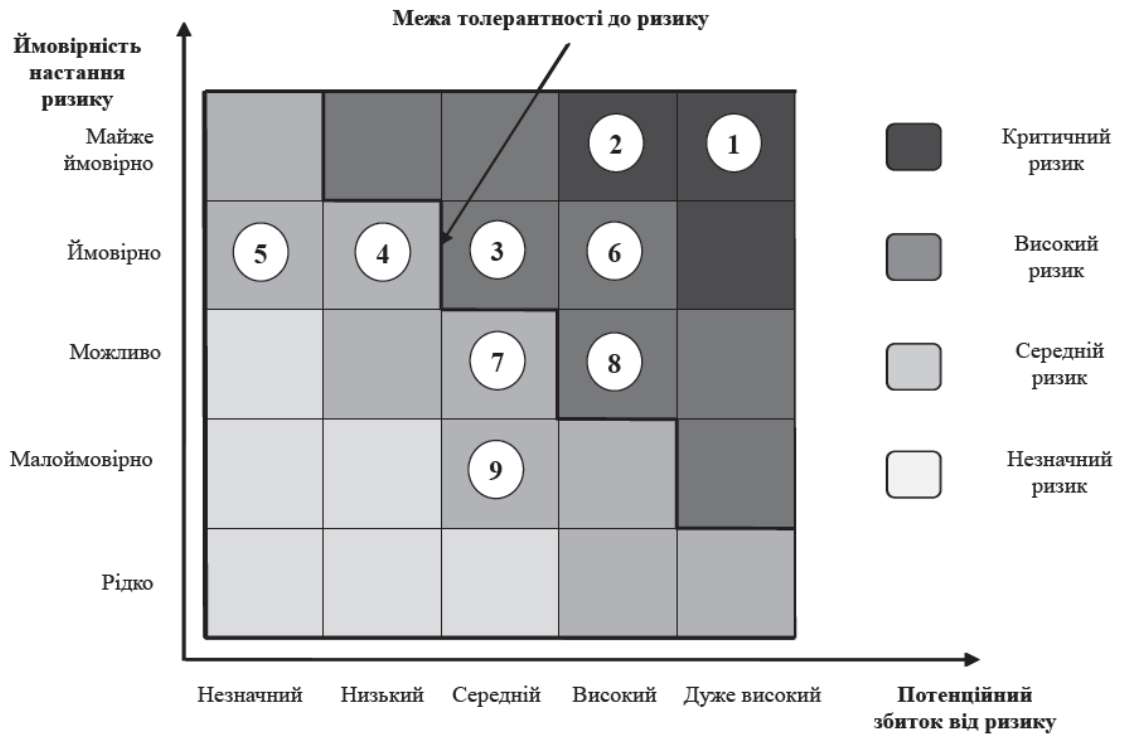 Межа толерантності до ризику
Ймовірність
настання
ризику
Майже
ймовірно
2
1
Критичний
ризик
Ймовірно
5
4
3
6
Високий
ризик
Можливо
7
8
Середній
ризик
Малоймовірно
9
Незначний
ризик
Рідко
Незначний
Низький
Середній
Високий
Дуже високий
Потенційний
збиток від ризику